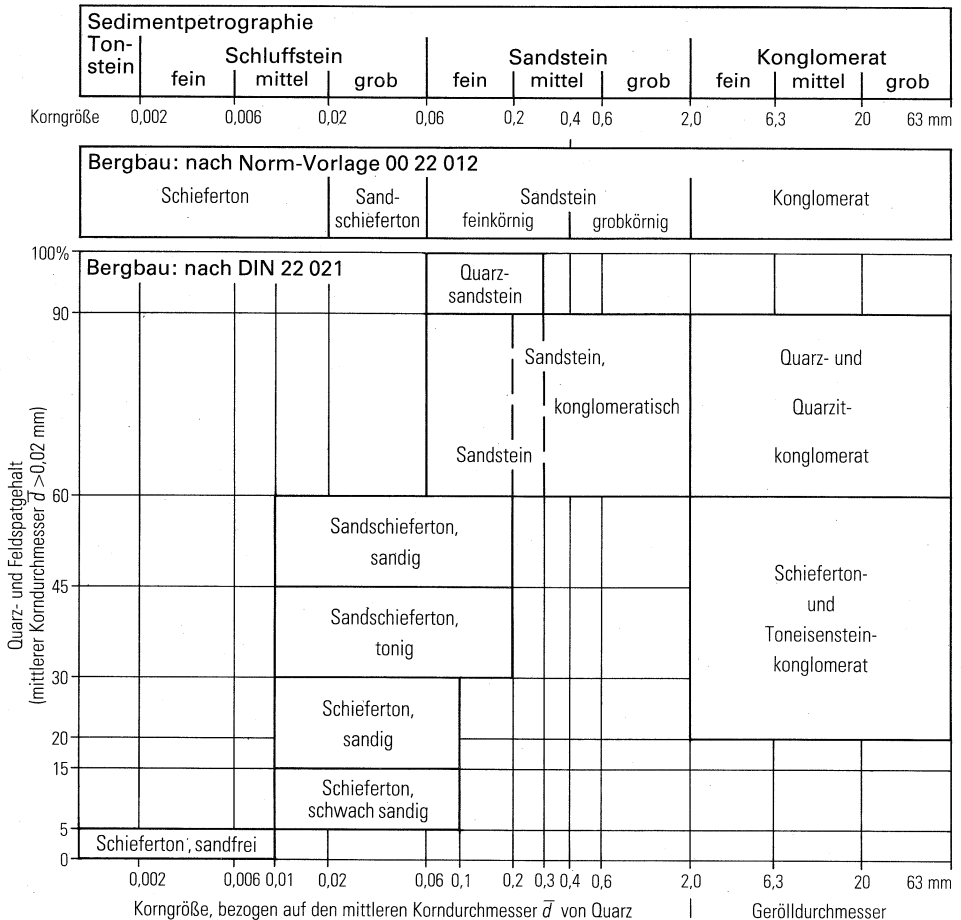 Sedimentpetrographie
Ton-
stein
Schluffstein
Sandstein
Konglomerat
fein mittel grob fein mittel grob fein mittel grob
Korngröße 0,002 0,006 0,02 0,06 0,2 0,4 0,6 2,0 6,3 20 63 mm
Bergbau: nach Norm-Vorlage 00 22 012
Schieferton
Sand-
schieferton
Sandstein
feinkörnig grobkörnig
Konglomerat
100%
Bergbau: nach DIN 22 021
Quarz-
sandstein
90
Sandstein,
konglomeratisch
Sandstein
Quarz- und
Quarzit-
konglomerat
60
Sandschieferton,
sandig
45
Sandschieferton,
tonig
Schieferton-
und
Toneisenstein-
konglomerat
30
Schieferton,
sandig
20
15
Schieferton,
schwach sandig
5
Schieferton, sandfrei
0
Quarz- und Feldspatgehalt
(mittlerer Korndurchmesser d̅ >0,02 mm)
0,002 0,006 0,01 0,02 0,06 0,1 0,2 0,3 0,4 0,6 2,0 6,3 20 63 mm
Korngröße, bezogen auf den mittleren Korndurchmesser d̅ von Quarz
Gerölldurchmesser